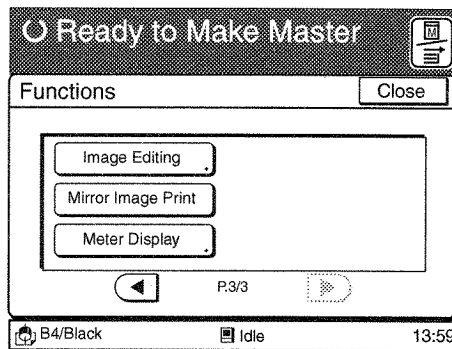 Ready to Make Master
M
Functions
Close
Image Editing
Mirror Image Print
Meter Display
P.3/3
B4/Black
Idle
13:59